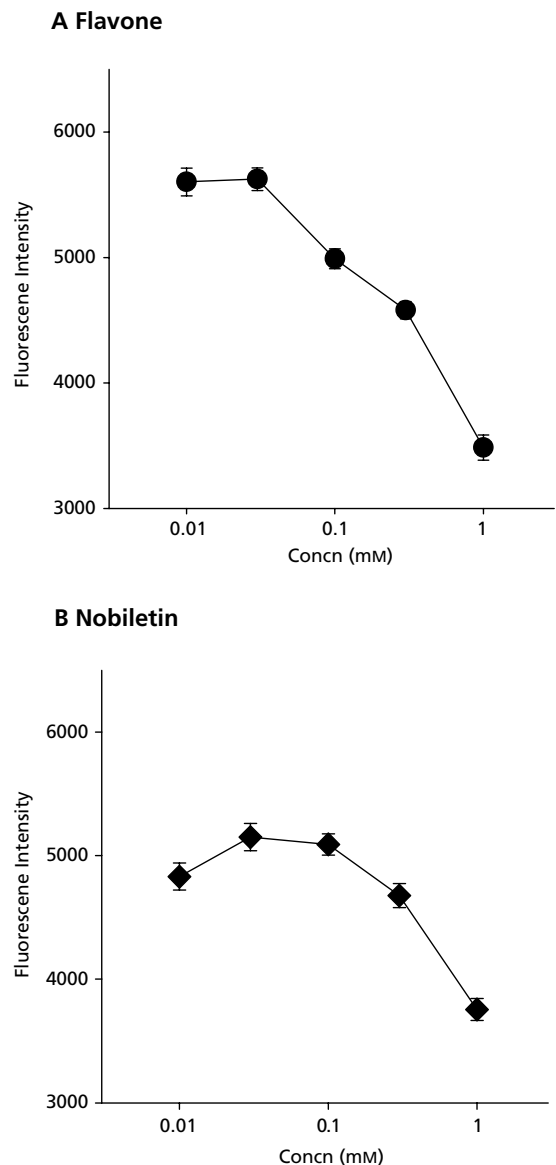 A Flavone
6000
5000
4000
3000
Fluorescene Intensity
0.01 0.1 1
Concn (mM)
B Nobiletin
6000
5000
4000
3000
Fluorescene Intensity
0.01 0.1 1
Concn (mM)